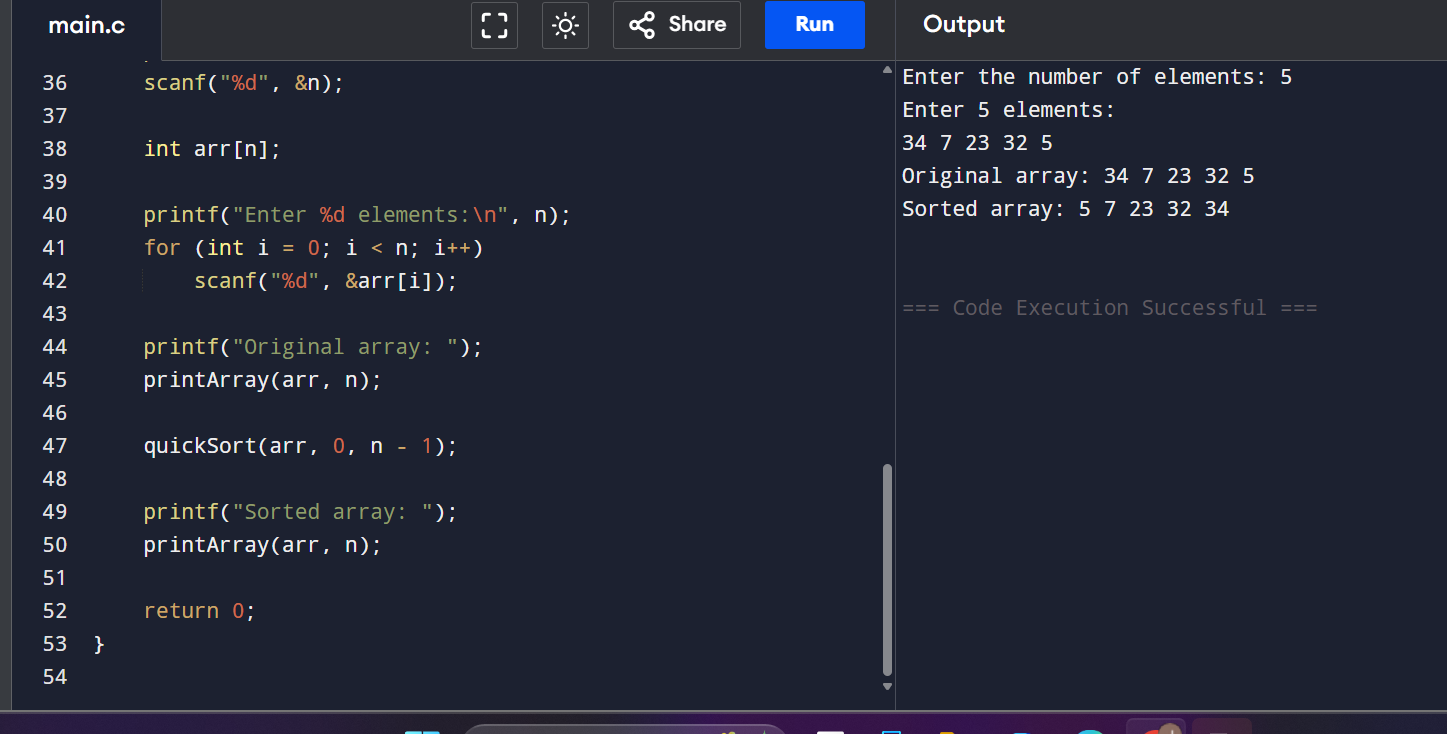 main.c
Share
Run
Output
36 scanf("%d", &n);
37
38 int arr[n];
39
40 printf("Enter %d elements:\n", n);
41 for (int i = 0; i < n; i++)
42 scanf("%d", &arr[i]);
43
44 printf("Original array: ");
45 printArray(arr, n);
46
47 quickSort(arr, 0, n - 1);
48
49 printf("Sorted array: ");
50 printArray(arr, n);
51
52 return 0;
53 }
54
Enter the number of elements: 5
Enter 5 elements:
34 7 23 32 5
Original array: 34 7 23 32 5
Sorted array: 5 7 23 32 34
=== Code Execution Successful ===